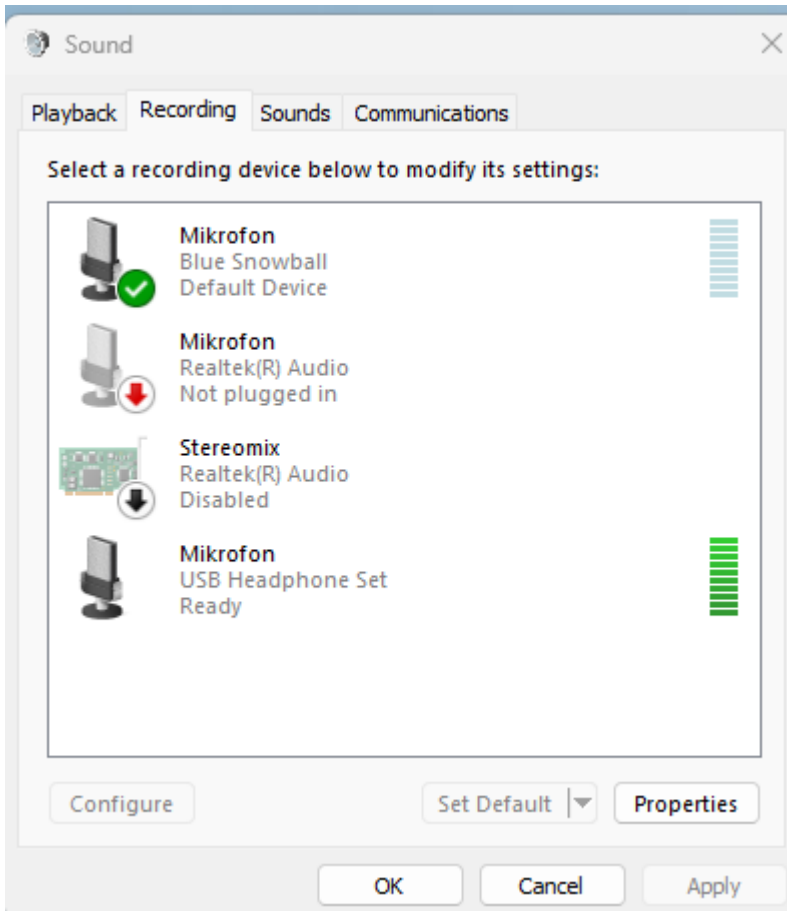 Sound
Playback Recording Sounds Communications
Select a recording device below to modify its settings:
Mikrofon
Blue Snowball
Default Device
Mikrofon
Realtek(R) Audio
Not plugged in
Stereomix
Realtek(R) Audio
Disabled
Mikrofon
USB Headphone Set
Ready
Configure Set Default Properties
OK Cancel Apply